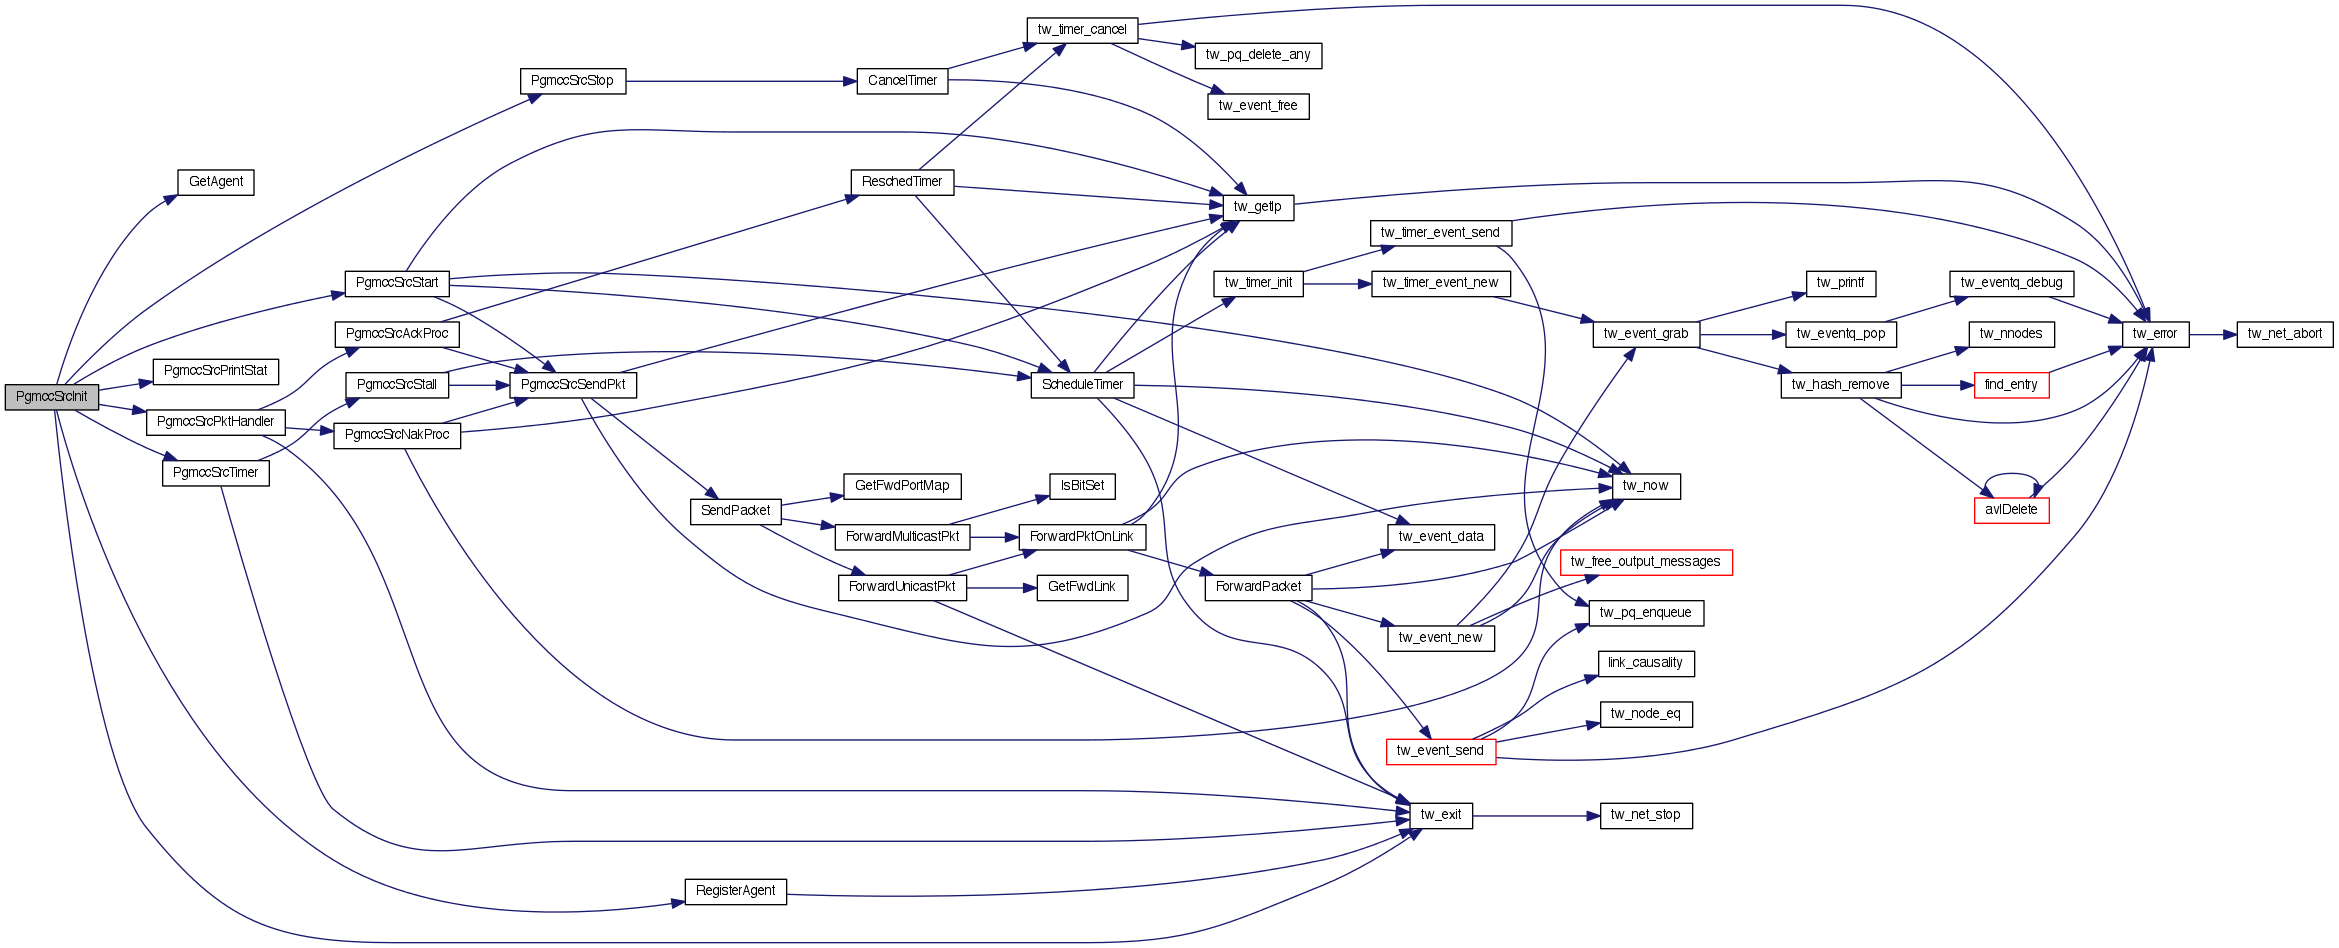 PgmccSrcInit
GetAgent
PgmccSrcPrintStat
PgmccSrcPktHandler
PgmccSrcTimer
PgmccSrcStart
PgmccSrcAckProc
PgmccSrcStall
PgmccSrcNakProc
PgmccSrcStop
PgmccSrcSendPkt
SendPacket
RegisterAgent
CancelTimer
ReschedTimer
GetFwdPortMap
ForwardMulticastPkt
ForwardUnicastPkt
tw_timer_cancel
ScheduleTimer
IsBitSet
ForwardPktOnLink
GetFwdLink
tw_pq_delete_any
tw_event_free
tw_getlp
tw_timer_init
ForwardPacket
tw_timer_event_send
tw_timer_event_new
tw_event_data
tw_event_new
tw_event_send
tw_exit
tw_event_grab
tw_now
tw_free_output_messages
tw_pq_enqueue
link_causality
tw_node_eq
tw_net_stop
tw_printf
tw_eventq_pop
tw_hash_remove
tw_eventq_debug
tw_nnodes
find_entry
avlDelete
tw_error
tw_net_abort